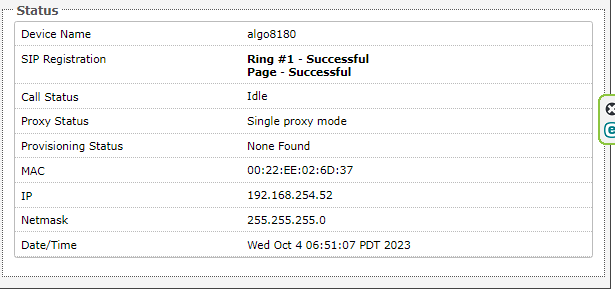 Status
Device Name algo8180
SIP Registration Ring #1 - Successful
Page - Successful
Call Status Idle
Proxy Status Single proxy mode
Provisioning Status None Found
MAC 00:22:EE:02:6D:37
IP 192.168.254.52
Netmask 255.255.255.0
Date/Time Wed Oct 4 06:51:07 PDT 2023